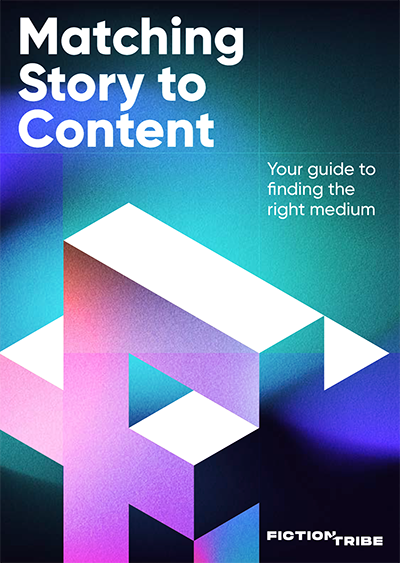 Matching
Story to
Content
Your guide to
finding the
right medium
FICTION
TRIBE